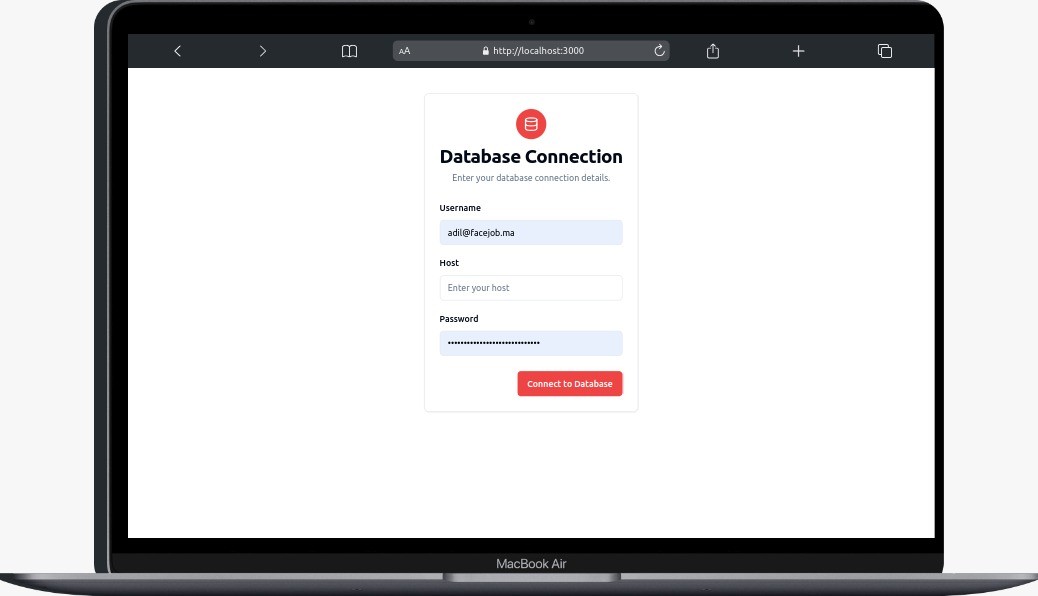 AA http://localhost:3000
Database Connection
Enter your database connection details.
Username
adil@facejob.ma
Host
Enter your host
Password
•••••••••••••••••••••••••••••
Connect to Database
MacBook Air